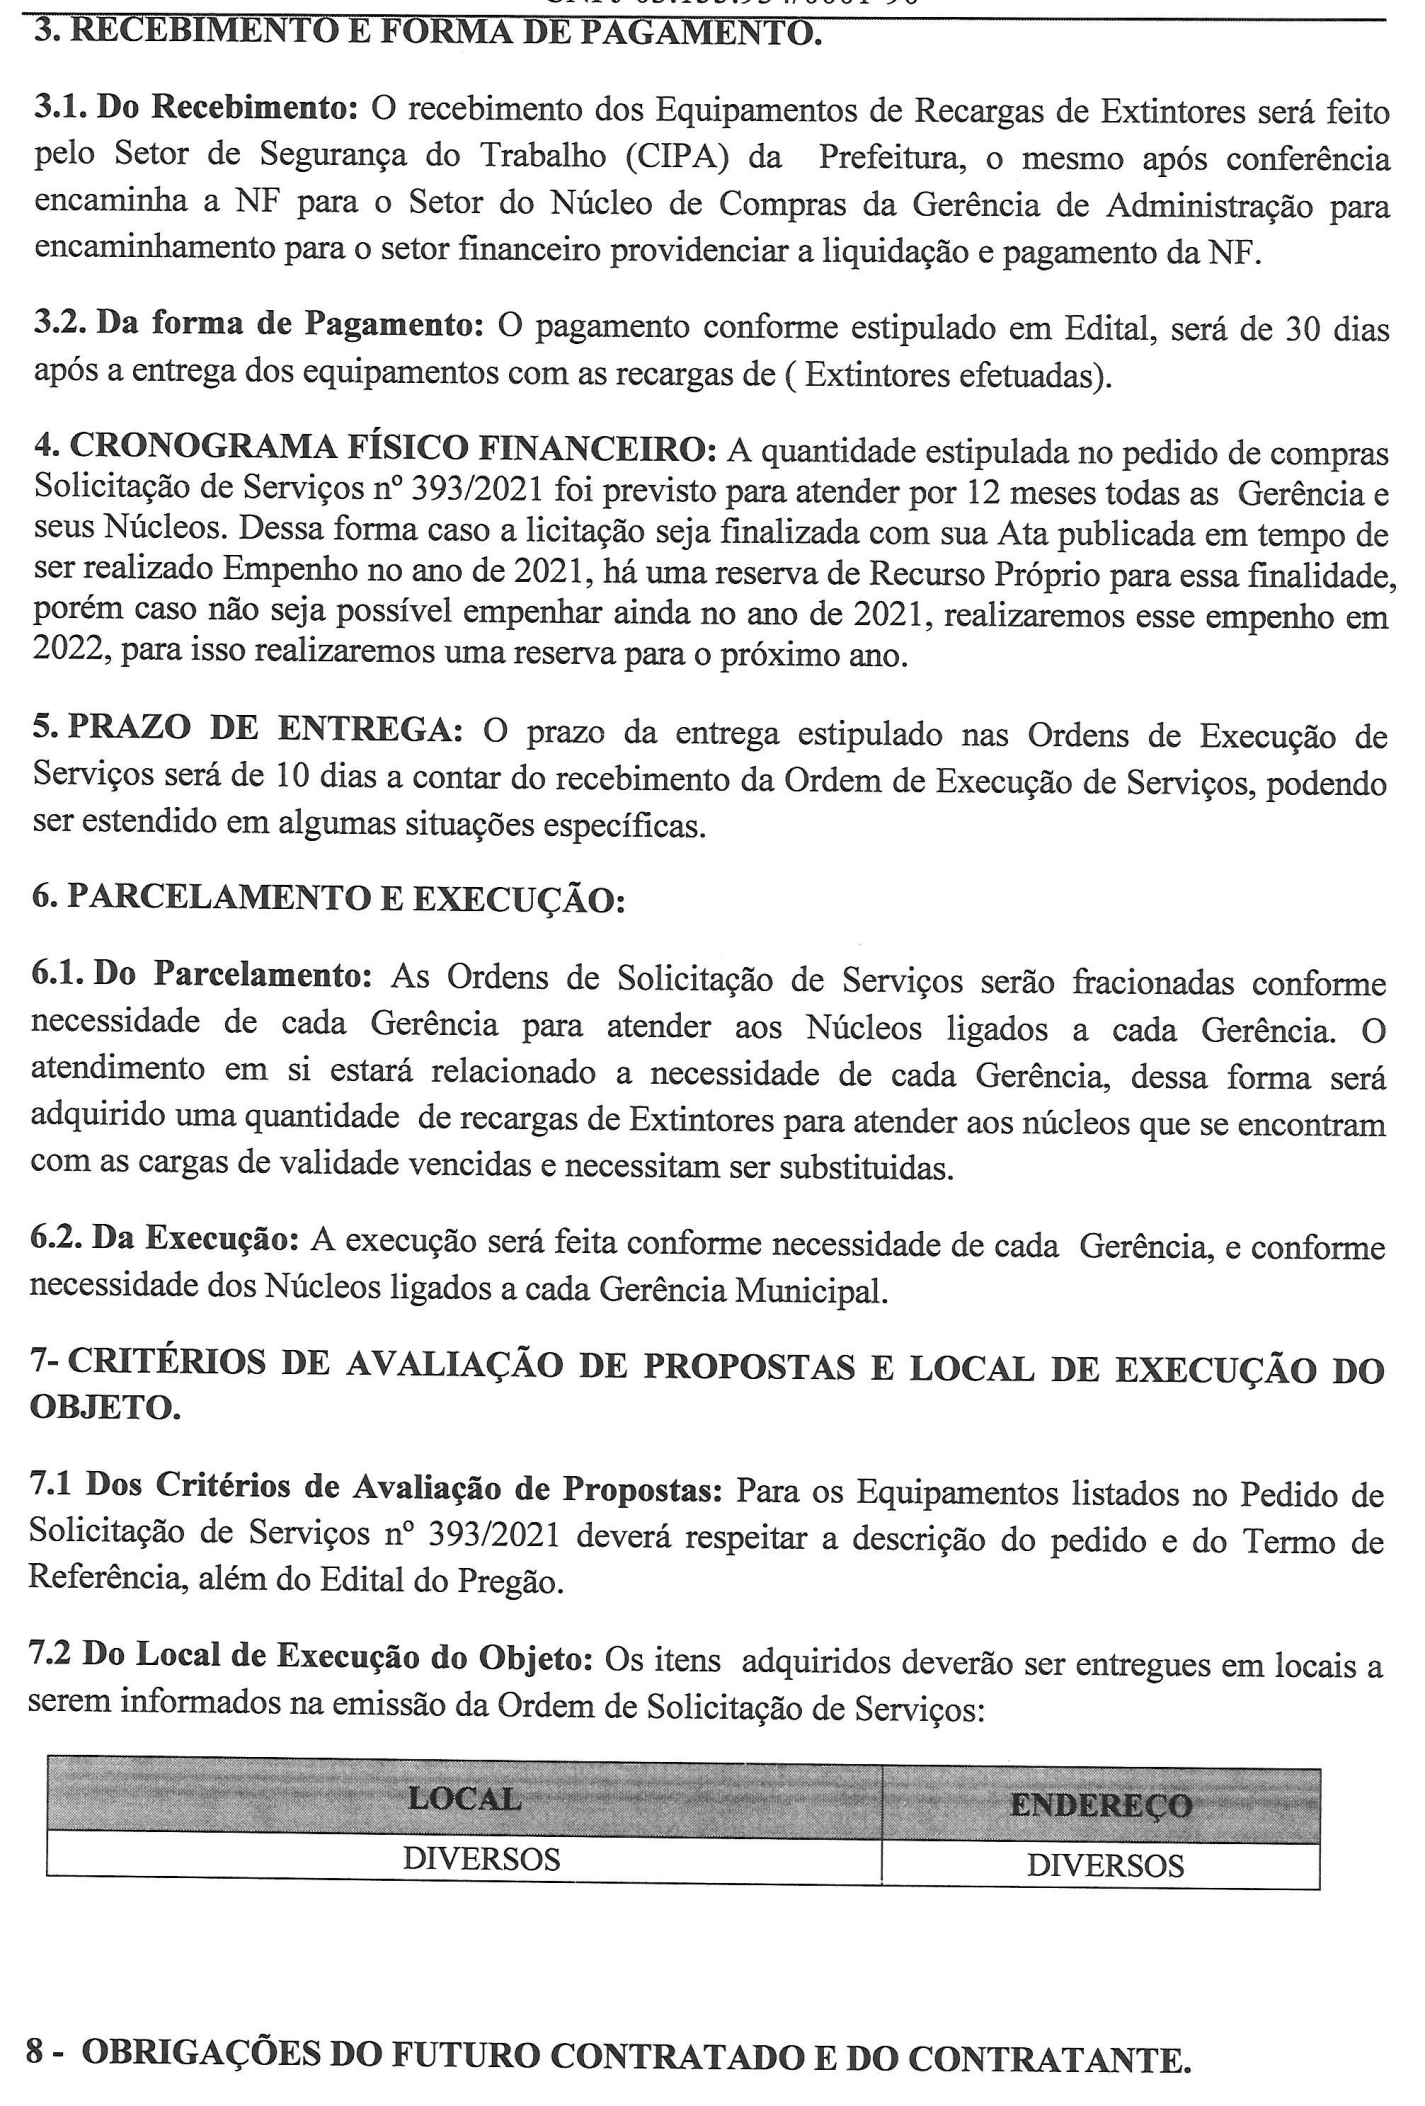 3. RECEBIMENTO E FORMA DE PAGAMENTO.
3.1. Do Recebimento: O recebimento dos Equipamentos de Recargas de Extintores será feito
pelo Setor de Segurança do Trabalho (CIPA) da Prefeitura, o mesmo após conferência
encaminha a NF para o Setor do Núcleo de Compras da Gerência de Administração para
encaminhamento para o setor financeiro providenciar a liquidação e pagamento da NF.
3.2. Da forma de Pagamento: O pagamento conforme estipulado em Edital, será de 30 dias
após a entrega dos equipamentos com as recargas de ( Extintores efetuadas).
4. CRONOGRAMA FÍSICO FINANCEIRO: A quantidade estipulada no pedido de compras
Solicitação de Serviços nº 393/2021 foi previsto para atender por 12 meses todas as Gerência e
seus Núcleos. Dessa forma caso a licitação seja finalizada com sua Ata publicada em tempo de
ser realizado Empenho no ano de 2021, há uma reserva de Recurso Próprio para essa finalidade,
porém caso não seja possível empenhar ainda no ano de 2021, realizaremos esse empenho em
2022, para isso realizaremos uma reserva para o próximo ano.
5. PRAZO DE ENTREGA: O prazo da entrega estipulado nas Ordens de Execução de
Serviços será de 10 dias a contar do recebimento da Ordem de Execução de Serviços, podendo
ser estendido em algumas situações específicas.
6. PARCELAMENTO E EXECUÇÃO:
6.1. Do Parcelamento: As Ordens de Solicitação de Serviços serão fracionadas conforme
necessidade de cada Gerência para atender aos Núcleos ligados a cada Gerência. O
atendimento em si estará relacionado a necessidade de cada Gerência, dessa forma será
adquirido uma quantidade de recargas de Extintores para atender aos núcleos que se encontram
com as cargas de validade vencidas e necessitam ser substituidas.
6.2. Da Execução: A execução será feita conforme necessidade de cada Gerência, e conforme
necessidade dos Núcleos ligados a cada Gerência Municipal.
7- CRITÉRIOS DE AVALIAÇÃO DE PROPOSTAS E LOCAL DE EXECUÇÃO DO
OBJETO.
7.1 Dos Critérios de Avaliação de Propostas: Para os Equipamentos listados no Pedido de
Solicitação de Serviços nº 393/2021 deverá respeitar a descrição do pedido e do Termo de
Referência, além do Edital do Pregão.
7.2 Do Local de Execução do Objeto: Os itens adquiridos deverão ser entregues em locais a
serem informados na emissão da Ordem de Solicitação de Serviços:
LOCAL ENDEREÇO
DIVERSOS DIVERSOS
8 - OBRIGAÇÕES DO FUTURO CONTRATADO E DO CONTRATANTE.